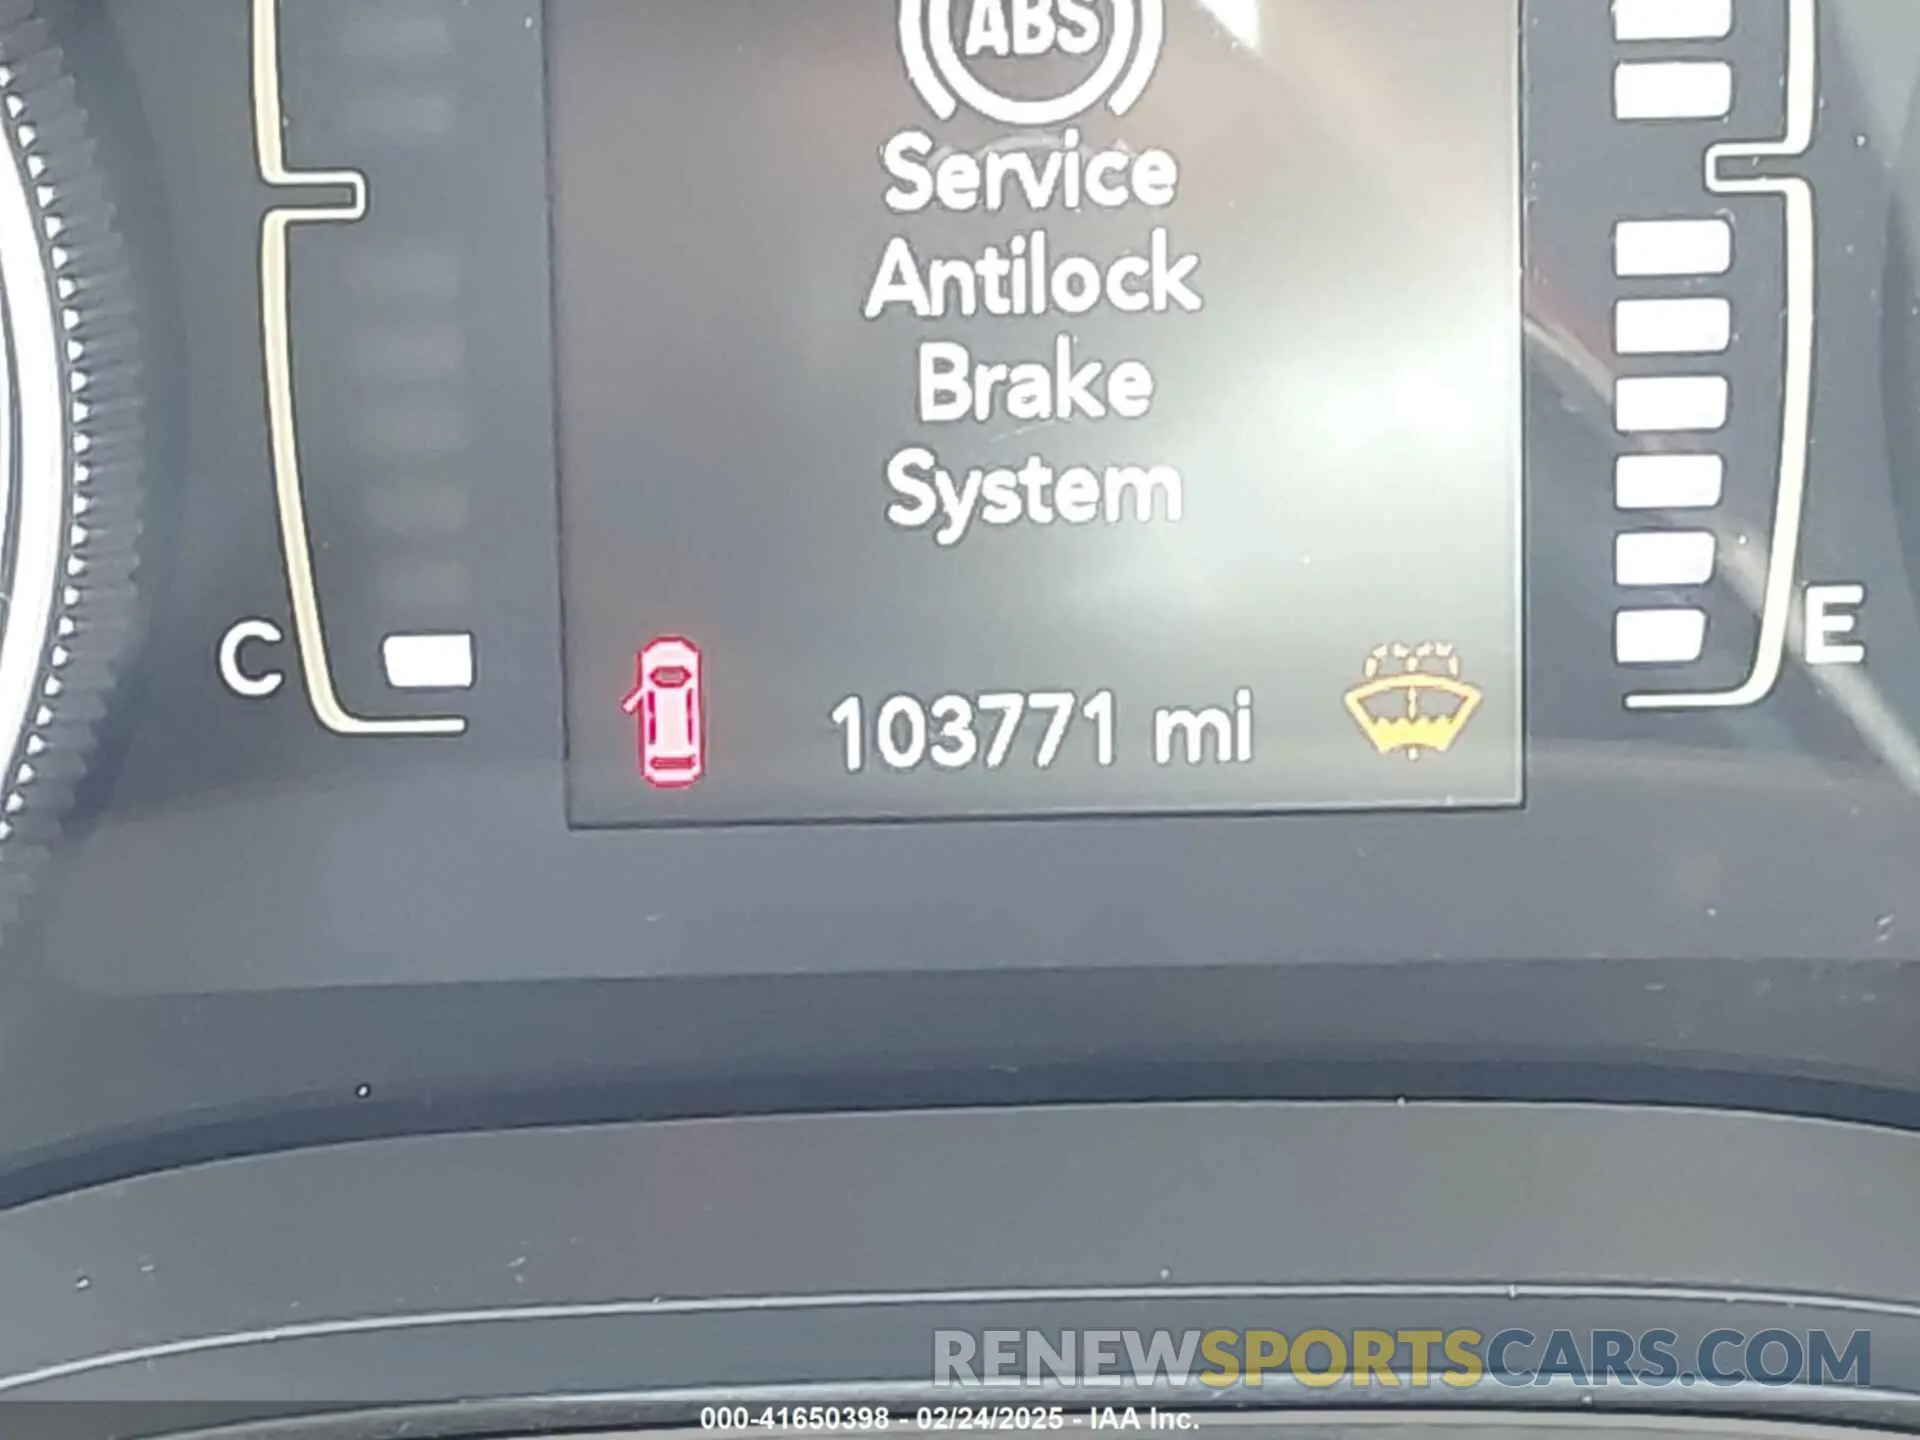 ABS
Service
Antilock
Brake
System
C
E
103771 mi
RENEWSPORTSCARS.COM
000-41650398 - 02/24/2025 - IAA Inc.